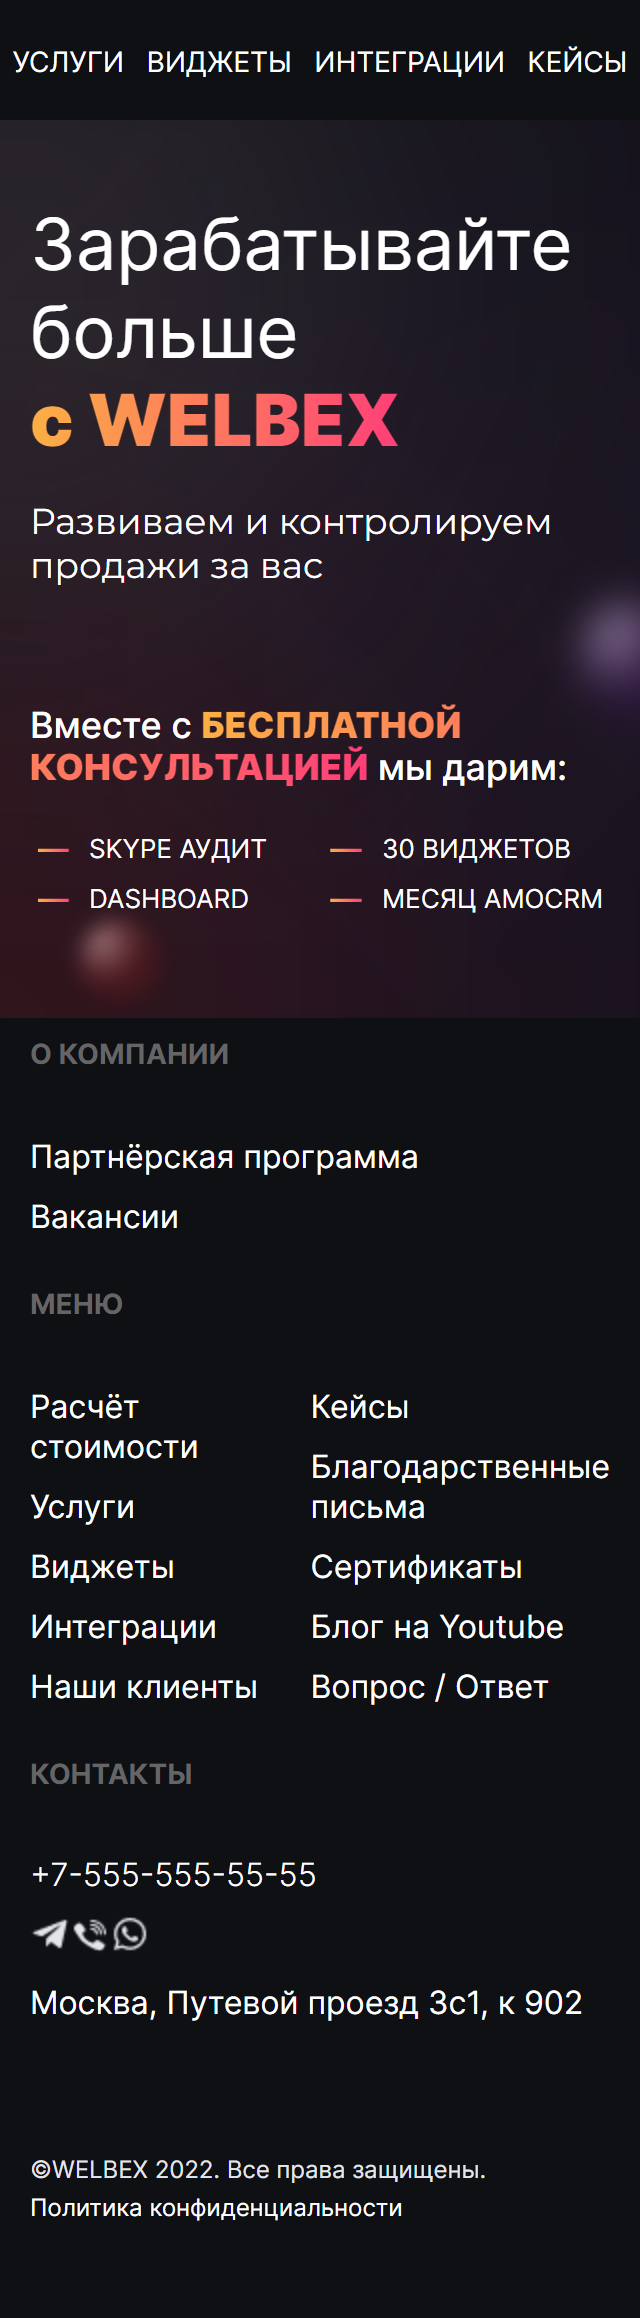 УСЛУГИ ВИДЖЕТЫ ИНТЕГРАЦИИ КЕЙСЫ
Зарабатывайте
больше
с WELBEX
Развиваем и контролируем
продажи за вас
Вместе с БЕСПЛАТНОЙ
КОНСУЛЬТАЦИЕЙ мы дарим:
SKYPE АУДИТ
30 ВИДЖЕТОВ
DASHBOARD
МЕСЯЦ AMOCRM
О КОМПАНИИ
Партнёрская программа
Вакансии
МЕНЮ
Расчёт
стоимости
Услуги
Виджеты
Интеграции
Наши клиенты
Кейсы
Благодарственные
письма
Сертификаты
Блог на Youtube
Вопрос / Ответ
КОНТАКТЫ
+7-555-555-55-55
Москва, Путевой проезд 3с1, к 902
©WELBEX 2022. Все права защищены.
Политика конфиденциальности